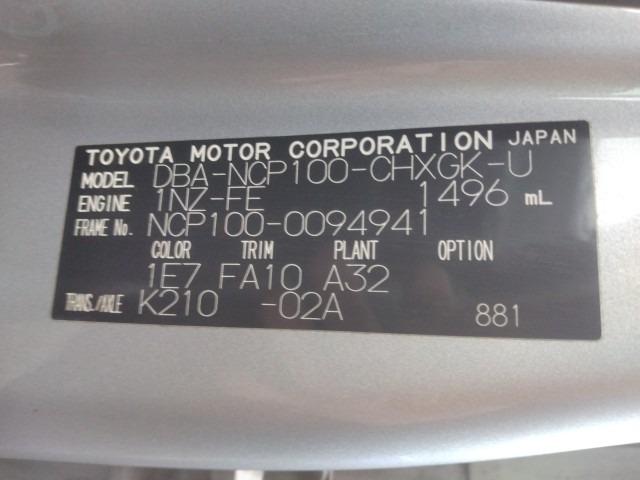 TOYOTA MOTOR CORPORATION JAPAN
MODEL DBA-NCP100-CHXGK-U
ENGINE 1NZ-FE 1496 mL
FRAME No. NCP100-0094941
COLOR TRIM PLANT OPTION
1E7 FA10 A32
TRANS./AXLE K210 -02A 881